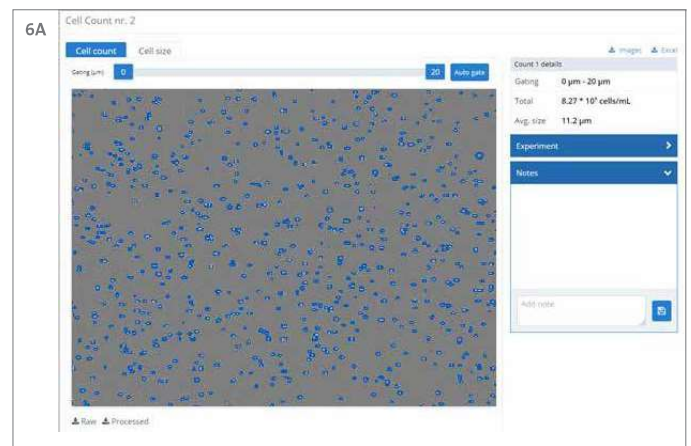 6A
Cell Count nr. 2
Cell count Cell size
Images Excel
Gating (µm) 0 20 Auto gate
Count 1 details
Gating 0 µm - 20 µm
Total 8.27 * 10⁵ cells/mL
Avg. size 11.2 µm
Experiment
Notes
Add note
Raw Processed